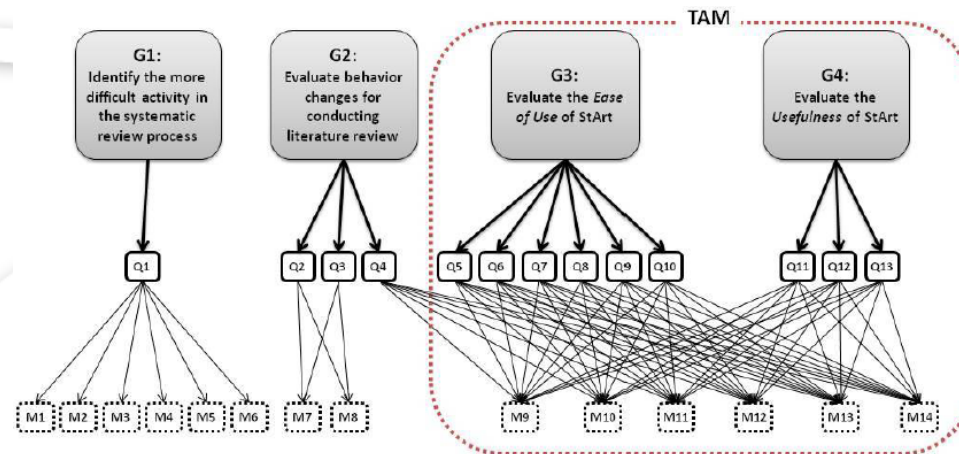 TAM
G1:
Identify the more
difficult activity in
the systematic
review process
G2:
Evaluate behavior
changes for
conducting
literature review
G3:
Evaluate the Ease
of Use of StArt
G4:
Evaluate the
Usefulness of StArt
Q1
Q2
Q3
Q4
Q5
Q6
Q7
Q8
Q9
Q10
Q11
Q12
Q13
M1
M2
M3
M4
M5
M6
M7
M8
M9
M10
M11
M12
M13
M14